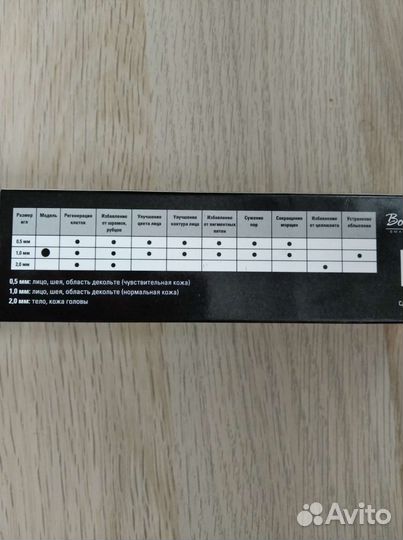 Размер игл Модель Регенерация клеток Избавление от шрамов, рубцов Улучшение цвета лица Улучшение контура лица Избавление от пигментных пятен Сужение пор Сокращение морщин Избавление от целлюлита Устранение облысения
0,5 мм • • • • • • •
1,0 мм ● • • • • • • • •
2,0 мм • • •
0,5 мм: лицо, шея, область декольте (чувствительная кожа)
1,0 мм: лицо, шея, область декольте (нормальная кожа)
2,0 мм: тело, кожа головы
Bo
Avito